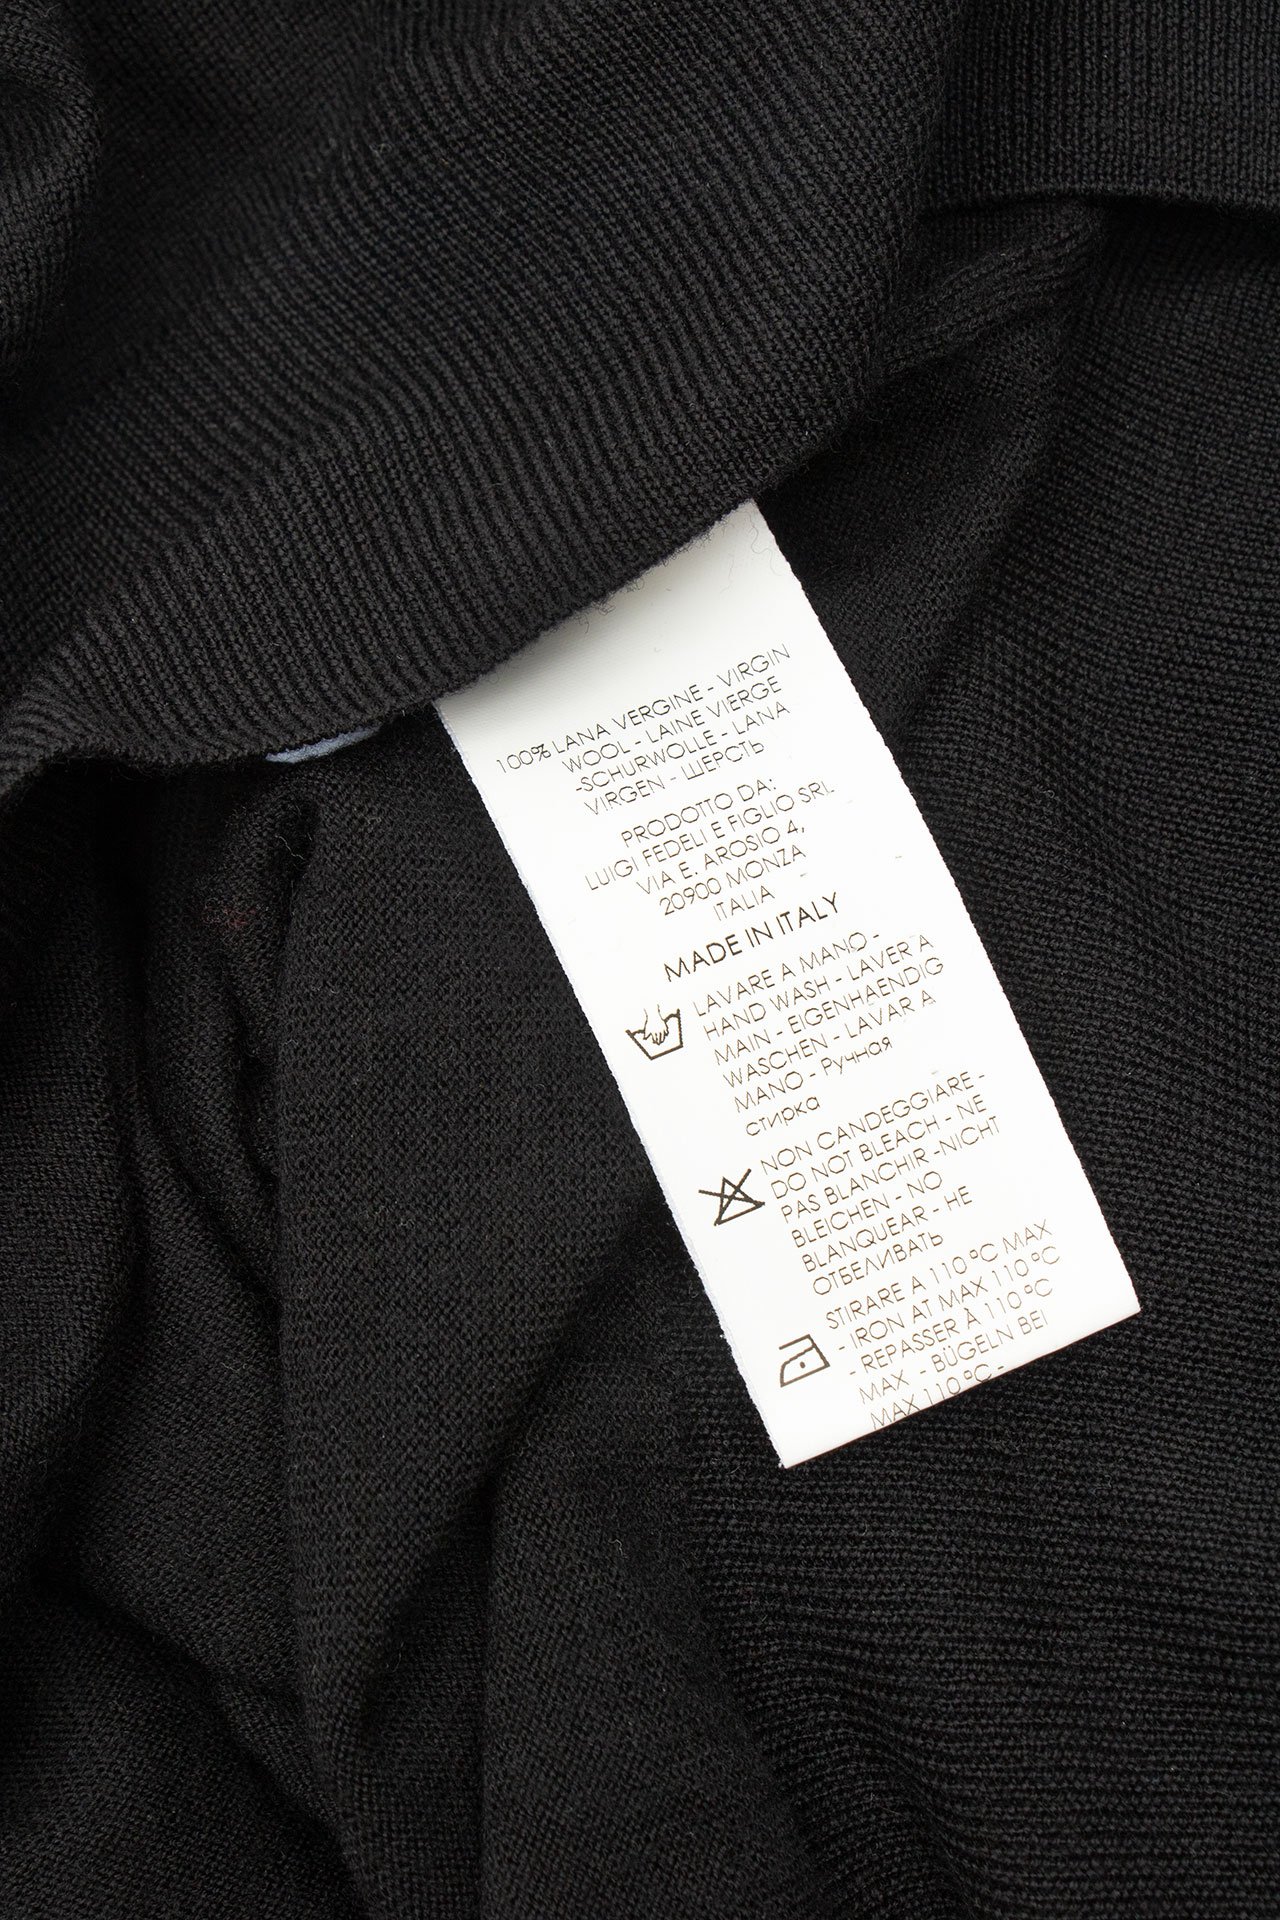 100% LANA VERGINE - VIRGIN
WOOL - LAINE VIERGE
-SCHURWOLLE - LANA
VIRGEN - ШЕРСТЬ
PRODOTTO DA:
LUIGI FEDELI E FIGLIO SRL
VIA E. AROSIO 4,
20900 MONZA
ITALIA -
MADE IN ITALY
LAVARE A MANO -
HAND WASH - LAVER A
MAIN - EIGENHAENDIG
WASCHEN - LAVAR A
MANO - Ручная
стирка
NON CANDEGGIARE -
DO NOT BLEACH - NE
PAS BLANCHIR -NICHT
BLEICHEN - NO
BLANQUEAR - НЕ
ОТБЕЛИВАТЬ
STIRARE A 110 °C MAX
- IRON AT MAX 110 °C
- REPASSER À 110 °C
MAX - BÜGELN BEI
MAX 110 °C -